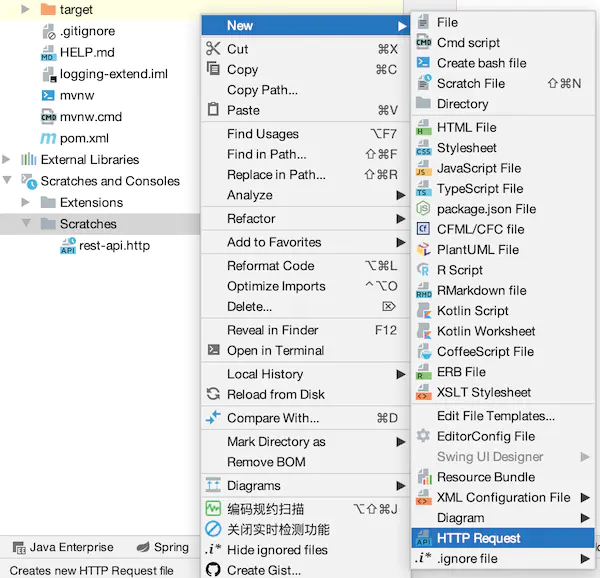 target
.gitignore
HELP.md
logging-extend.iml
mvnw
mvnw.cmd
pom.xml
External Libraries
Scratches and Consoles
Extensions
Scratches
rest-api.http
Java Enterprise
Spring
Creates new HTTP Request file
New
Cut ⌘X
Copy ⌘C
Copy Path...
Paste ⌘V
Find Usages ⌥F7
Find in Path... ⇧⌘F
Replace in Path... ⇧⌘R
Analyze
Refactor
Add to Favorites
Reformat Code ⌥⌘L
Optimize Imports ^⌥O
Delete... ⌦
Reveal in Finder F12
Open in Terminal
Local History
Reload from Disk
Compare With... ⌘D
Mark Directory as
Remove BOM
Diagrams
编码规约扫描 ⌥⇧⌘J
关闭实时检测功能
.i* Hide ignored files
Create Gist...
File
Cmd script
Create bash file
Scratch File ⇧⌘N
Directory
HTML File
Stylesheet
JavaScript File
TypeScript File
package.json File
CFML/CFC file
PlantUML File
R Script
RMarkdown file
Kotlin Script
Kotlin Worksheet
CoffeeScript File
ERB File
XSLT Stylesheet
Edit File Templates...
EditorConfig File
Swing UI Designer
Resource Bundle
XML Configuration File
Diagram
API HTTP Request
.i* .ignore file